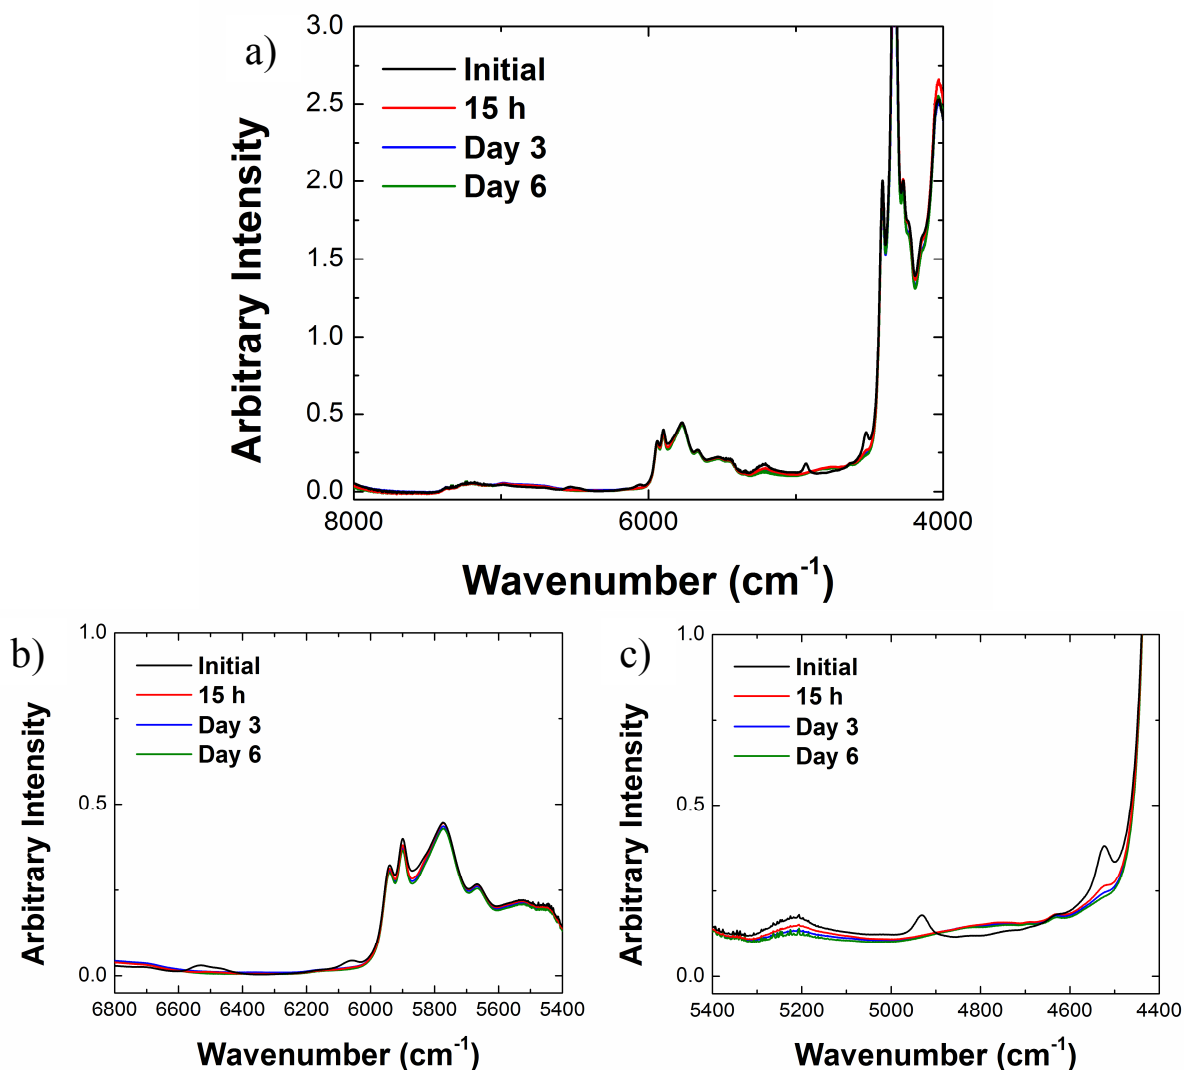 a)
3.0
2.5
2.0
1.5
1.0
0.5
0.0
Arbitrary Intensity
Initial
15 h
Day 3
Day 6
8000 6000 4000
Wavenumber (cm-1)
b)
1.0
0.5
0.0
Arbitrary Intensity
Initial
15 h
Day 3
Day 6
6800 6600 6400 6200 6000 5800 5600 5400
Wavenumber (cm-1)
c)
1.0
0.5
0.0
Arbitrary Intensity
Initial
15 h
Day 3
Day 6
5400 5200 5000 4800 4600 4400
Wavenumber (cm-1)